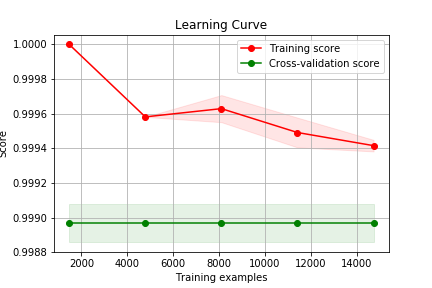 Learning Curve
Training score
Cross-validation score
1.0000
0.9998
0.9996
0.9994
0.9992
0.9990
0.9988
Score
2000 4000 6000 8000 10000 12000 14000
Training examples